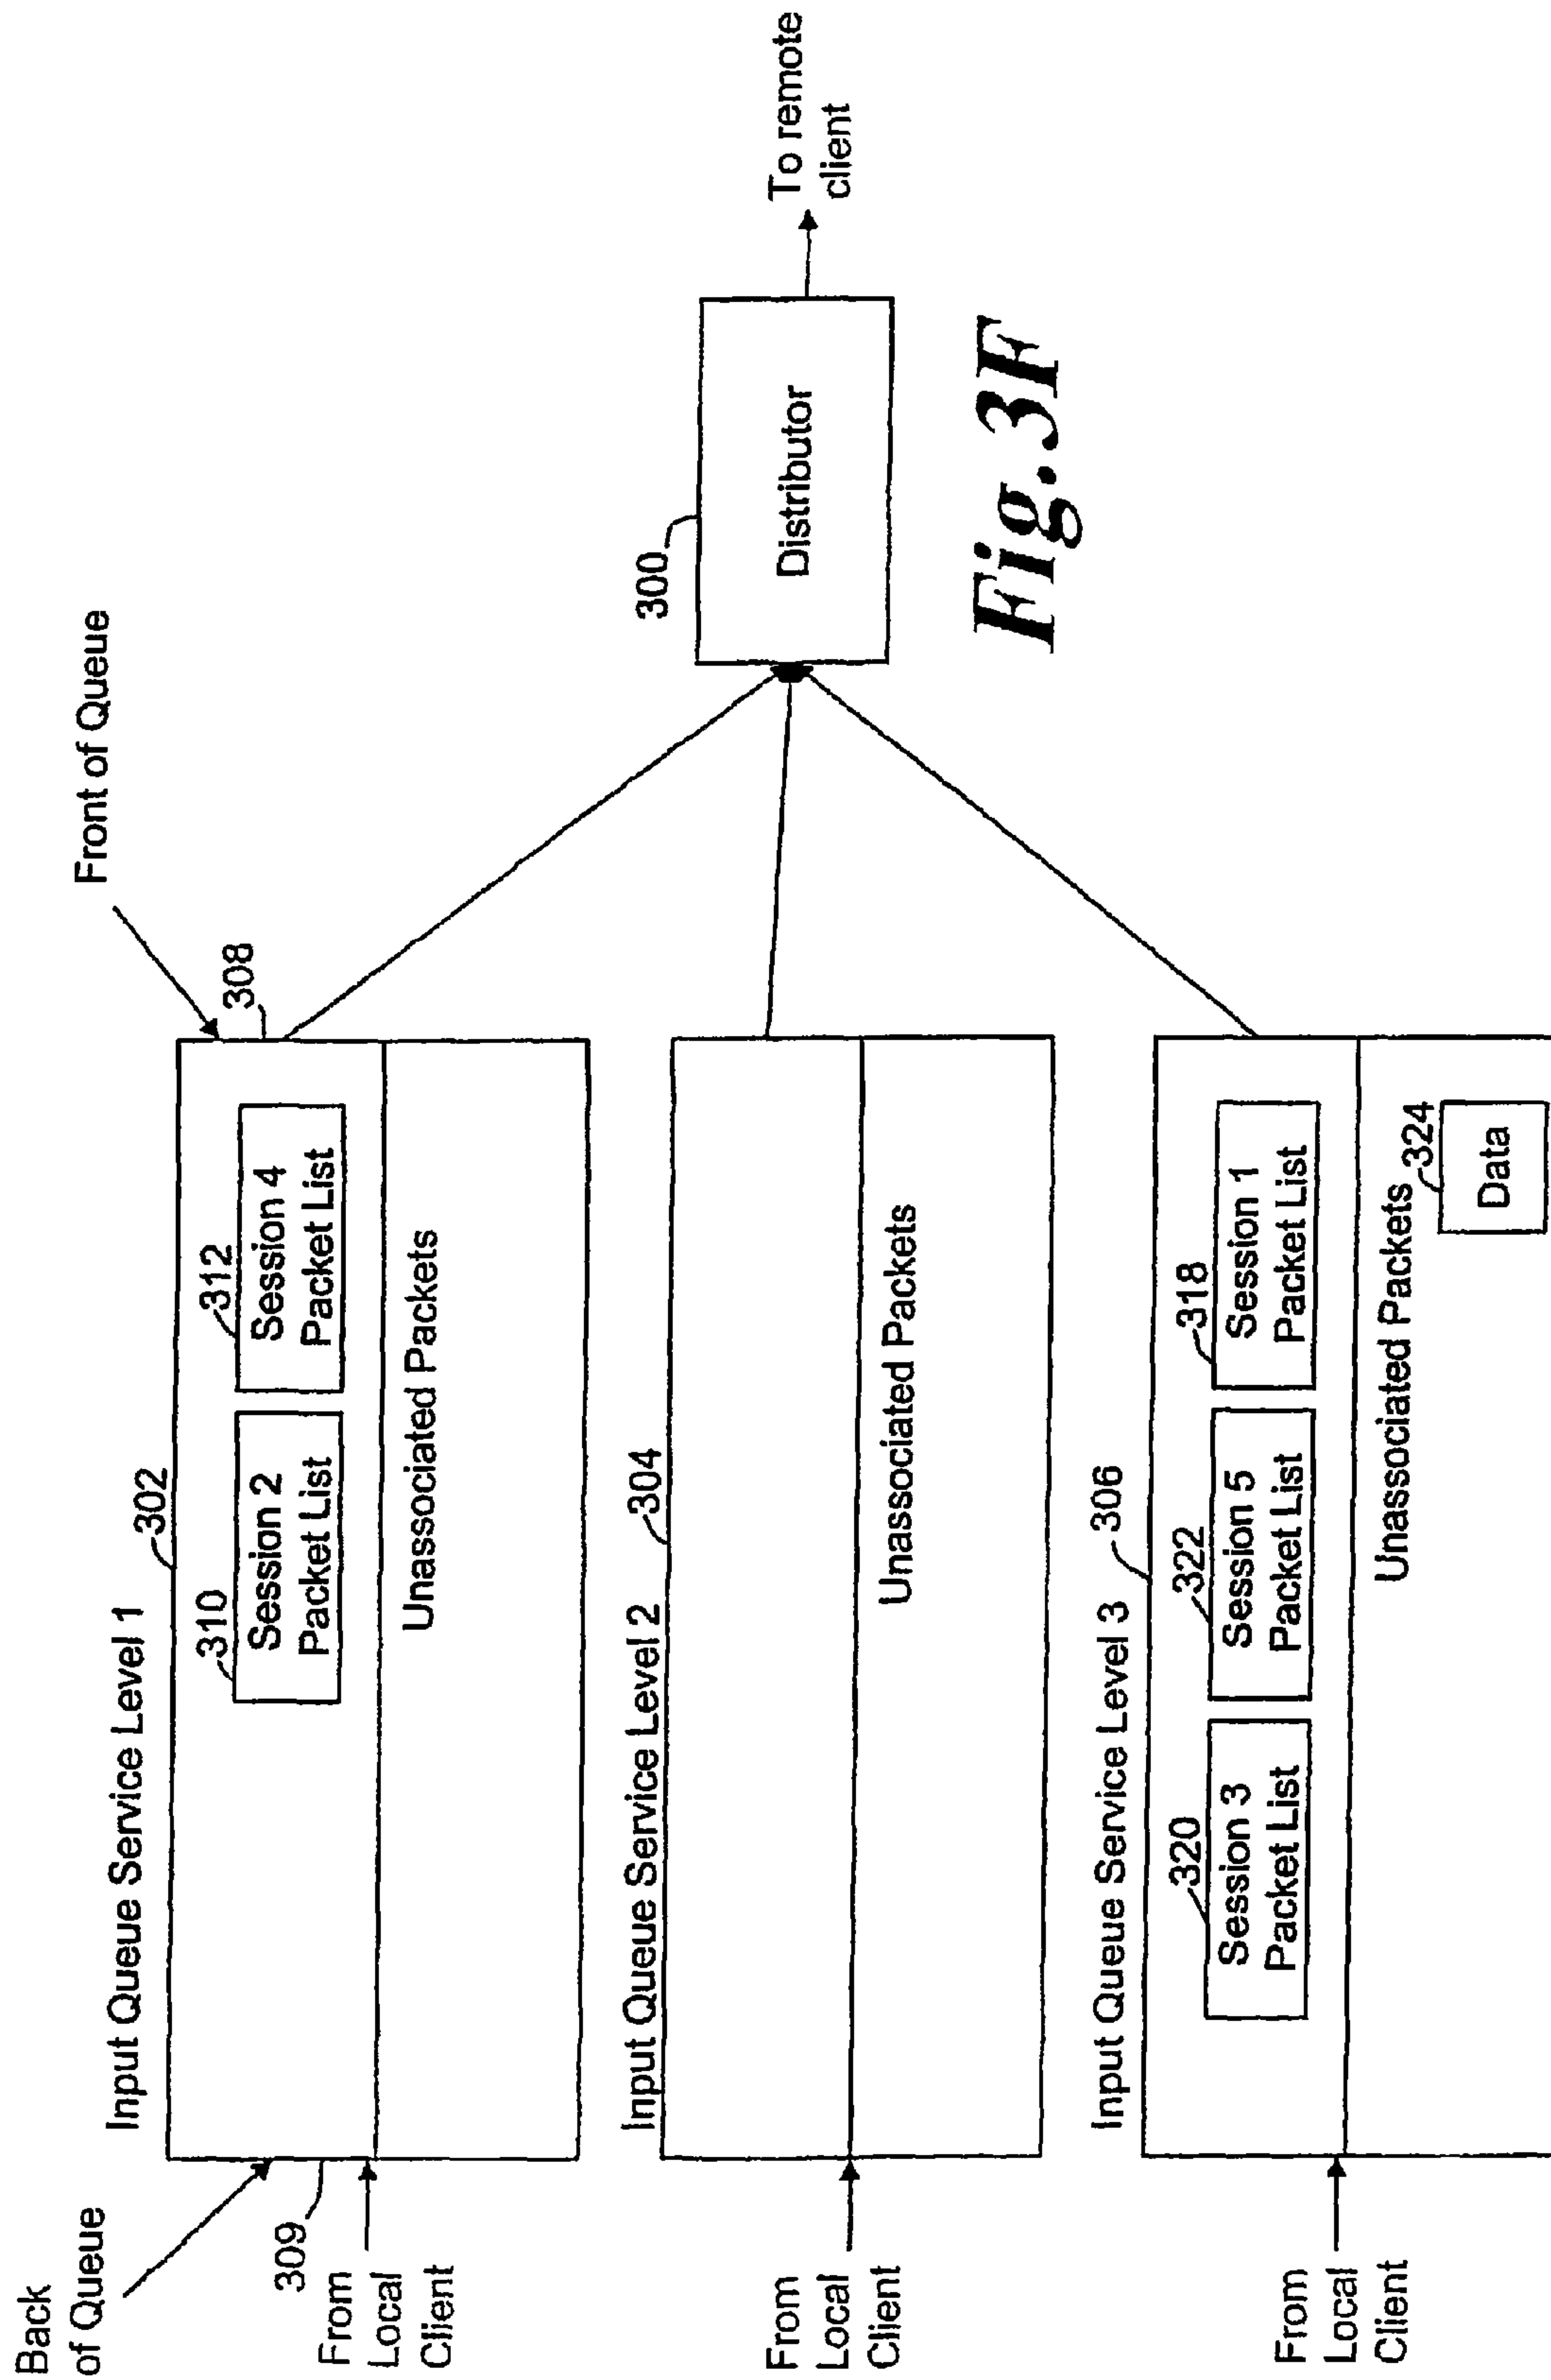 Back
of Queue
Front of Queue
Input Queue Service Level 1
302
308
309
310
Session 2
Packet List
312
Session 4
Packet List
Unassociated Packets
From
Local
Client
Input Queue Service Level 2
304
Unassociated Packets
From
Local
Client
300
Distributor
To remote
client
Input Queue Service Level 3
306
320
Session 3
Packet List
322
Session 5
Packet List
318
Session 1
Packet List
Unassociated Packets
324
Data
From
Local
Client
Fig.3F